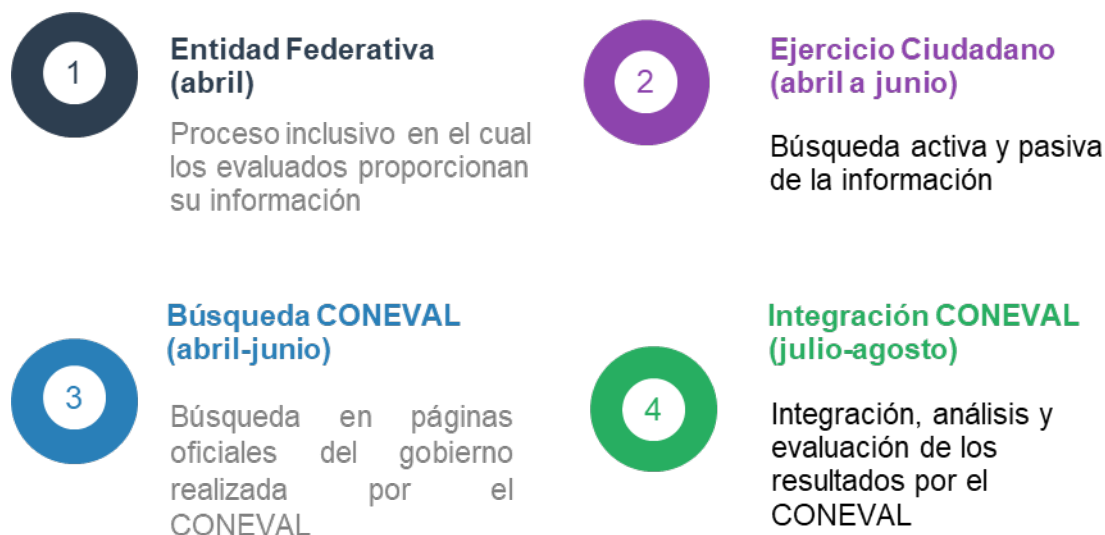 1
Entidad Federativa
(abril)
Proceso inclusivo en el cual
los evaluados proporcionan
su información
2
Ejercicio Ciudadano
(abril a junio)
Búsqueda activa y pasiva
de la información
3
Búsqueda CONEVAL
(abril-junio)
Búsqueda en páginas
oficiales del gobierno
realizada por el
CONEVAL
4
Integración CONEVAL
(julio-agosto)
Integración, análisis y
evaluación de los
resultados por el
CONEVAL